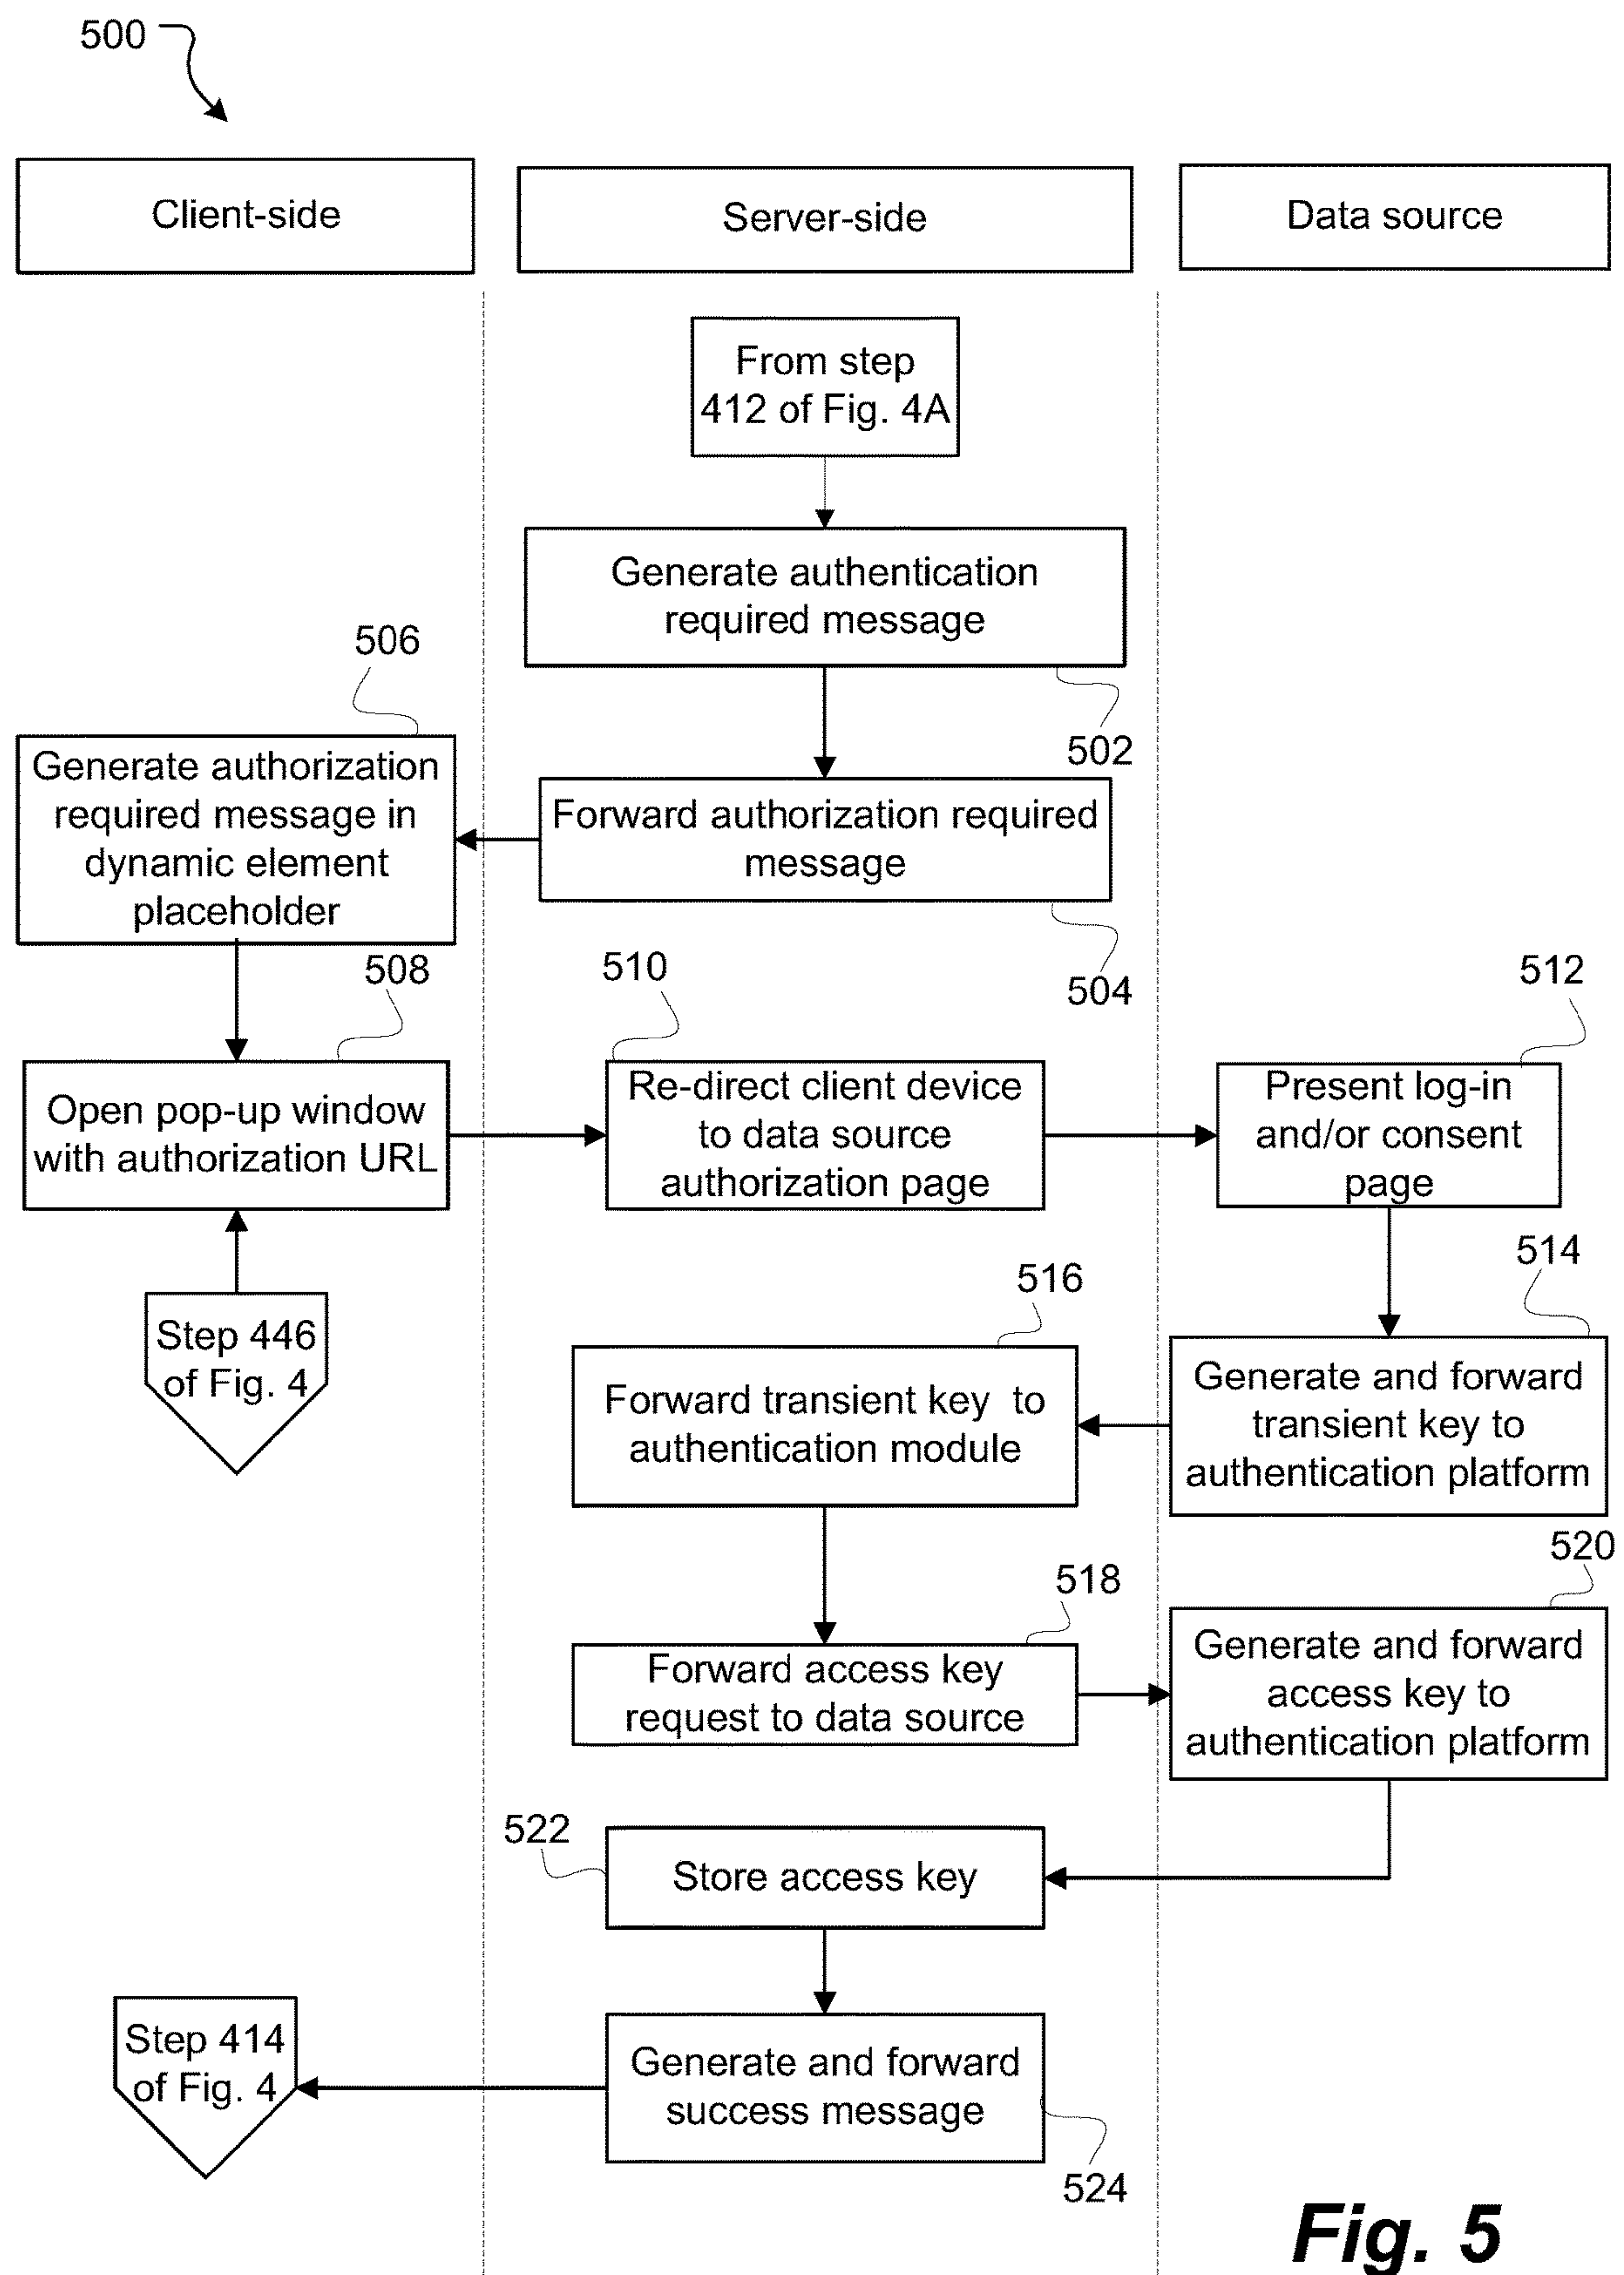 500
Client-side
Server-side
Data source
From step
412 of Fig. 4A
Generate authentication
required message
502
506
Generate authorization
required message in
dynamic element
placeholder
Forward authorization required
message
504
508
Open pop-up window
with authorization URL
510
Re-direct client device
to data source
authorization page
512
Present log-in
and/or consent
page
Step 446
of Fig. 4
514
Generate and forward
transient key to
authentication platform
516
Forward transient key to
authentication module
518
Forward access key
request to data source
520
Generate and forward
access key to
authentication platform
522
Store access key
Step 414
of Fig. 4
Generate and forward
success message
524
Fig. 5